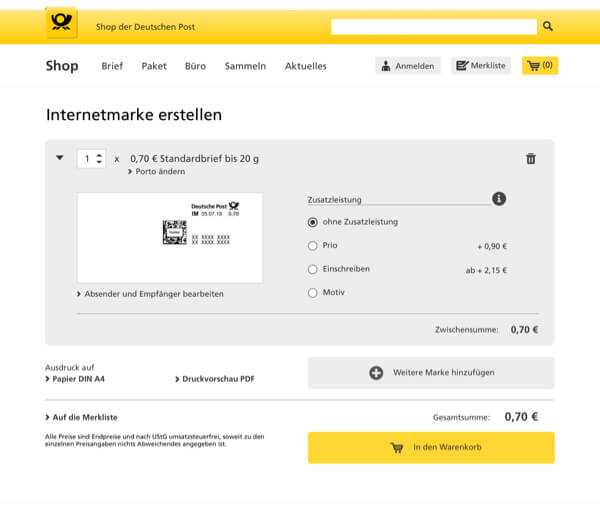 Shop der Deutschen Post
Shop Brief Paket Büro Sammeln Aktuelles Anmelden Merkliste (0)
Internetmarke erstellen
1 x 0,70 € Standardbrief bis 20 g
Porto ändern
Deutsche Post
IM 05.07.18 0,70
XX XXXX XXXX
XX XXXX XXXX
Absender und Empfänger bearbeiten
Zusatzleistung
ohne Zusatzleistung
Prio + 0,90 €
Einschreiben ab + 2,15 €
Motiv
Zwischensumme: 0,70 €
Ausdruck auf
Papier DIN A4 Druckvorschau PDF
Weitere Marke hinzufügen
Auf die Merkliste
Gesamtsumme: 0,70 €
Alle Preise sind Endpreise und nach UStG umsatzsteuerfrei, soweit zu den
einzelnen Preisangaben nichts Abweichendes angegeben ist.
In den Warenkorb